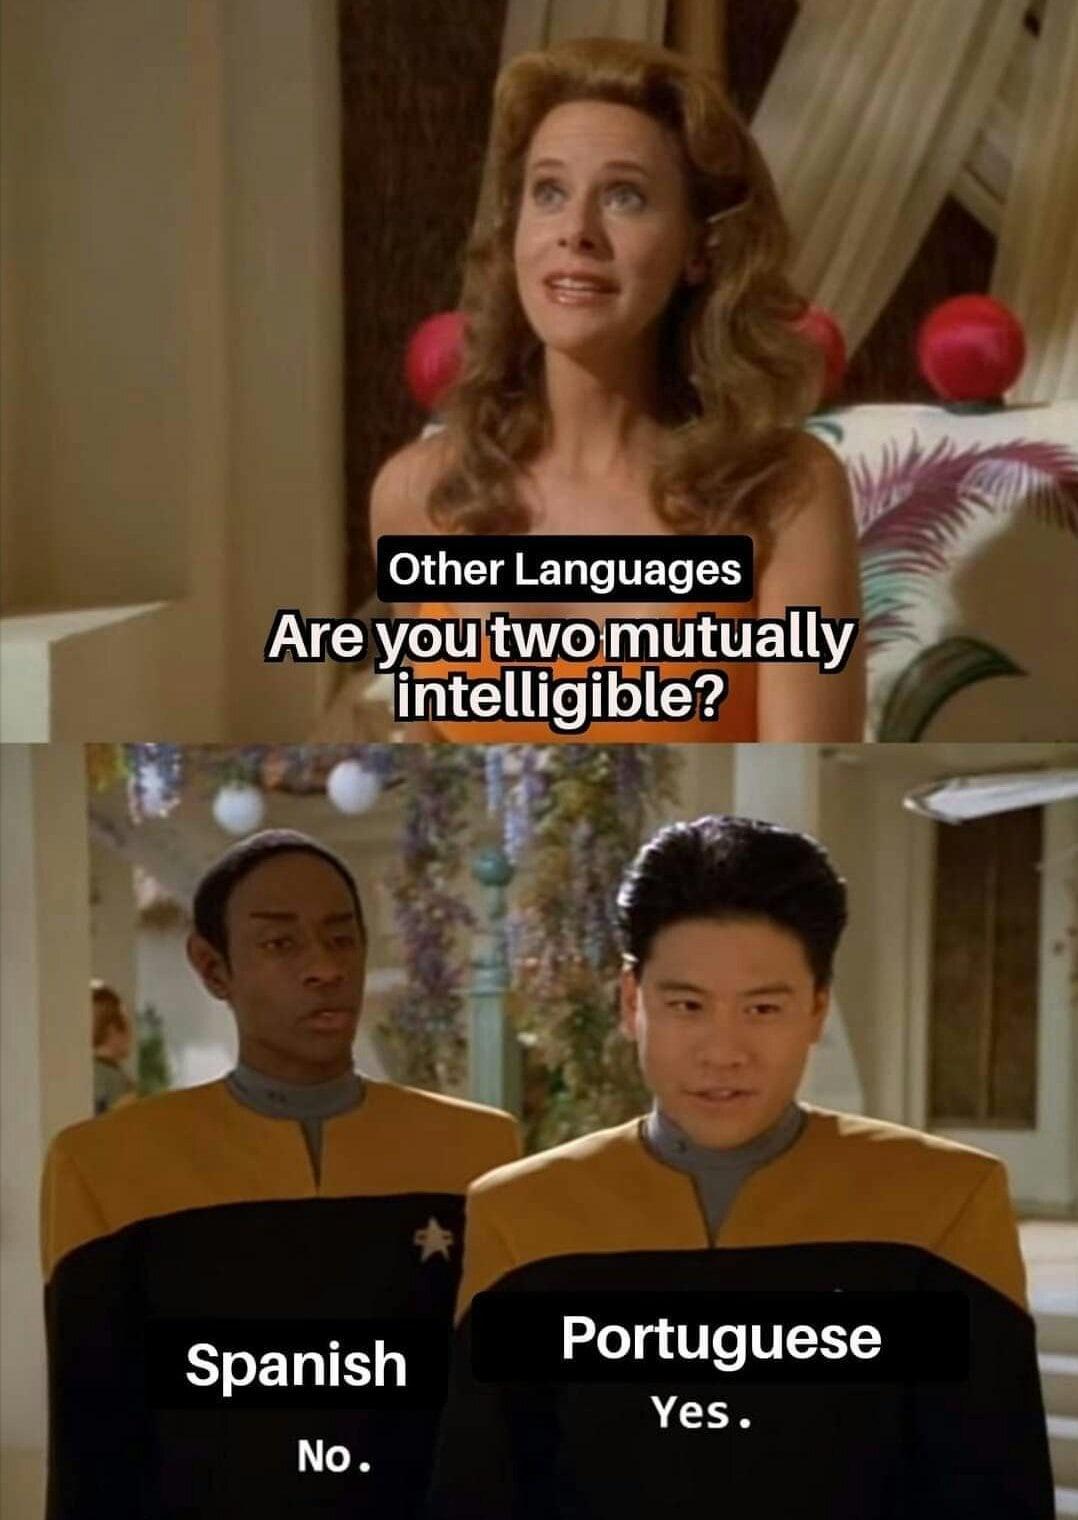 Other Languages
Are you two mutually
intelligible?
Spanish
No.
Portuguese
Yes.